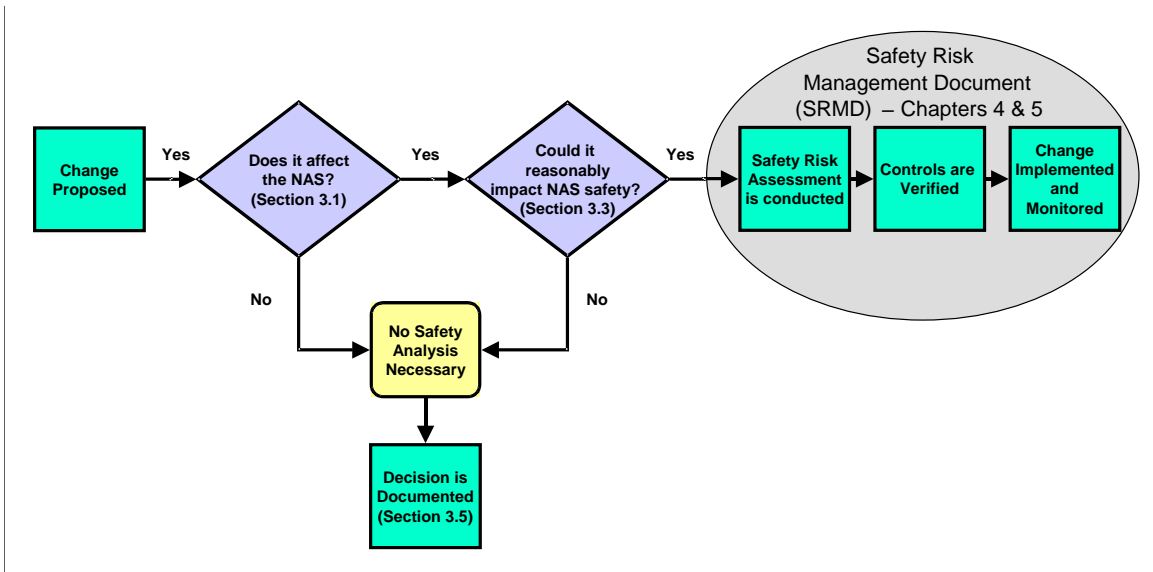 Safety Risk
Management Document
(SRMD) – Chapters 4 & 5
Change
Proposed
Yes
Does it affect
the NAS?
(Section 3.1)
Yes
Could it
reasonably
impact NAS safety?
(Section 3.3)
Yes
Safety Risk
Assessment
is conducted
Controls are
Verified
Change
Implemented
and
Monitored
No
No
No Safety
Analysis
Necessary
Decision is
Documented
(Section 3.5)